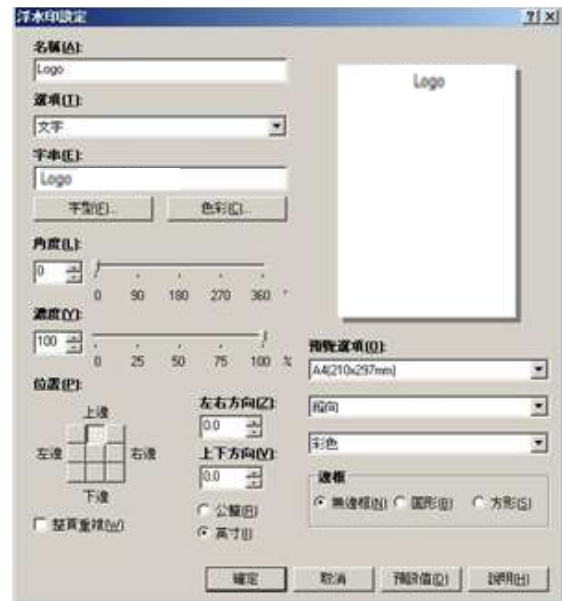 浮水印設定
名稱(A):
Logo
選項(T):
文字
字串(E):
Logo
字型(F)...
色彩(C)...
角度(L):
0
0 90 180 270 360 °
濃度(Y):
100
0 25 50 75 100 %
位置(P):
上邊
左邊
右邊
下邊
整頁重複(W)
左右方向(Z):
0.0
上下方向(V):
0.0
公釐(R)
英寸(I)
Logo
預覽選項(O):
A4(210x297mm)
縱向
彩色
邊框
無邊框(N) 圓形(B) 方形(S)
確定 取消 預設值(D) 說明(H)